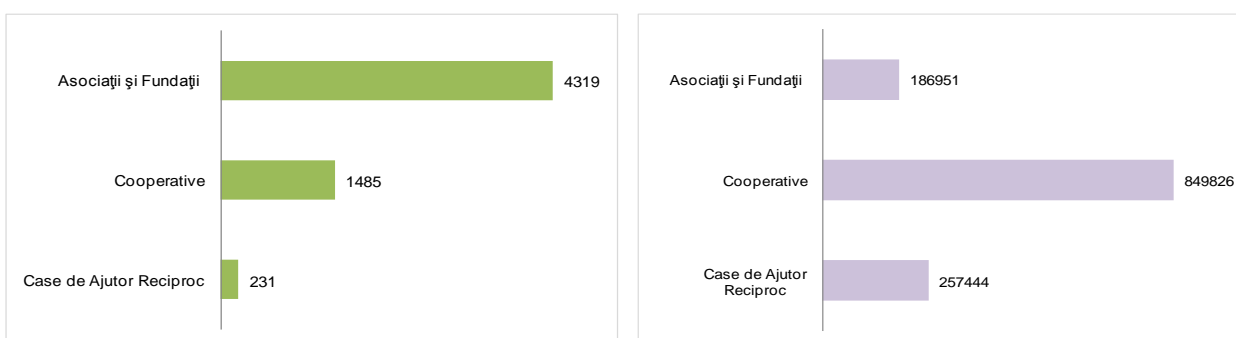 Asociaţii şi Fundaţii
4319
Cooperative
1485
Case de Ajutor Reciproc
231
Asociaţii şi Fundaţii
186951
Cooperative
849826
Case de Ajutor
Reciproc
257444